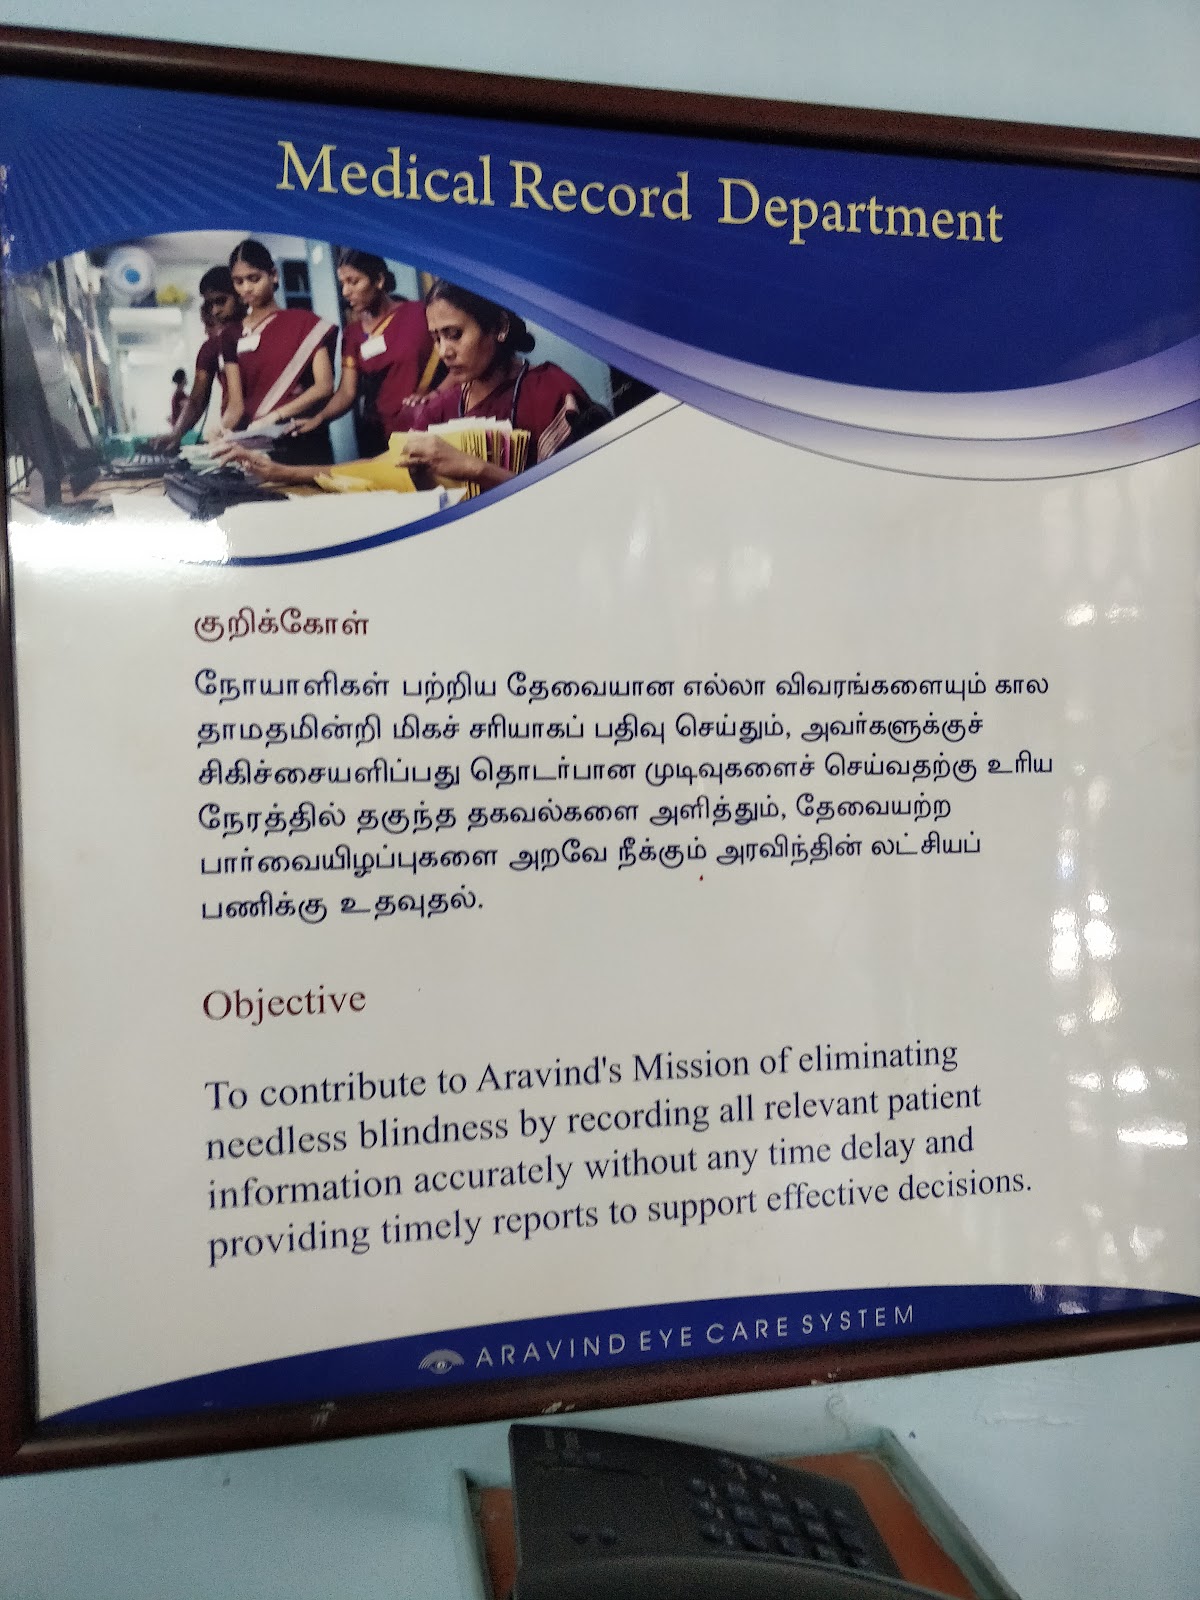 Medical Record Department
குறிக்கோள்
நோயாளிகள் பற்றிய தேவையான எல்லா விவரங்களையும் கால
தாமதமின்றி மிகச் சரியாகப் பதிவு செய்தும், அவர்களுக்குச்
சிகிச்சையளிப்பது தொடர்பான முடிவுகளைச் செய்வதற்கு உரிய
நேரத்தில் தகுந்த தகவல்களை அளித்தும், தேவையற்ற
பார்வையிழப்புகளை அறவே நீக்கும் அரவிந்தின் லட்சியப்
பணிக்கு உதவுதல்.
Objective
To contribute to Aravind's Mission of eliminating
needless blindness by recording all relevant patient
information accurately without any time delay and
providing timely reports to support effective decisions.
ARAVIND EYE CARE SYSTEM